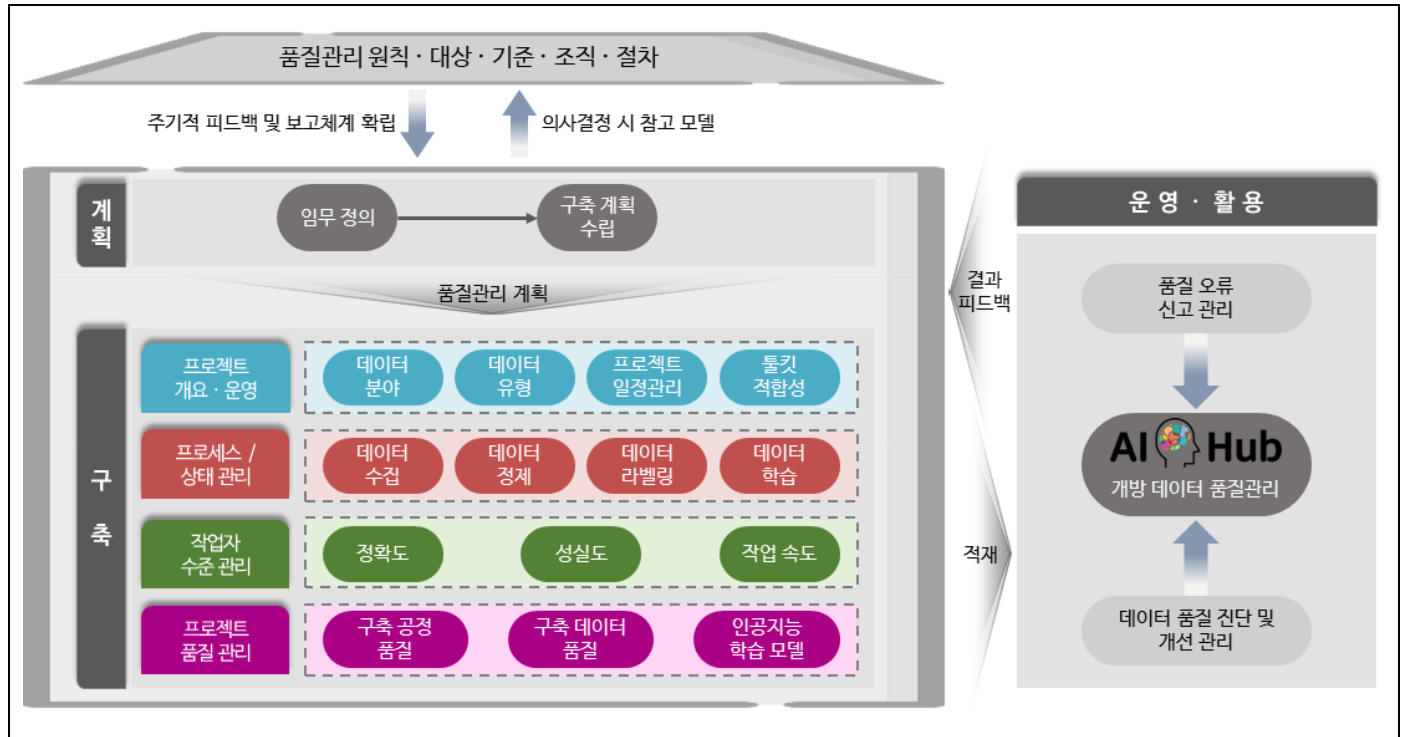 품질관리 원칙 · 대상 · 기준 · 조직 · 절차
주기적 피드백 및 보고체계 확립
의사결정 시 참고 모델
계
획
임무 정의
구축 계획
수립
품질관리 계획
구
축
프로젝트
개요 · 운영
데이터
분야
데이터
유형
프로젝트
일정관리
툴킷
적합성
프로세스 /
상태 관리
데이터
수집
데이터
정제
데이터
라벨링
데이터
학습
작업자
수준 관리
정확도
성실도
작업 속도
프로젝트
품질 관리
구축 공정
품질
구축 데이터
품질
인공지능
학습 모델
결과
피드백
적재
운 영 · 활 용
품질 오류
신고 관리
AI Hub
개방 데이터 품질관리
데이터 품질 진단 및
개선 관리